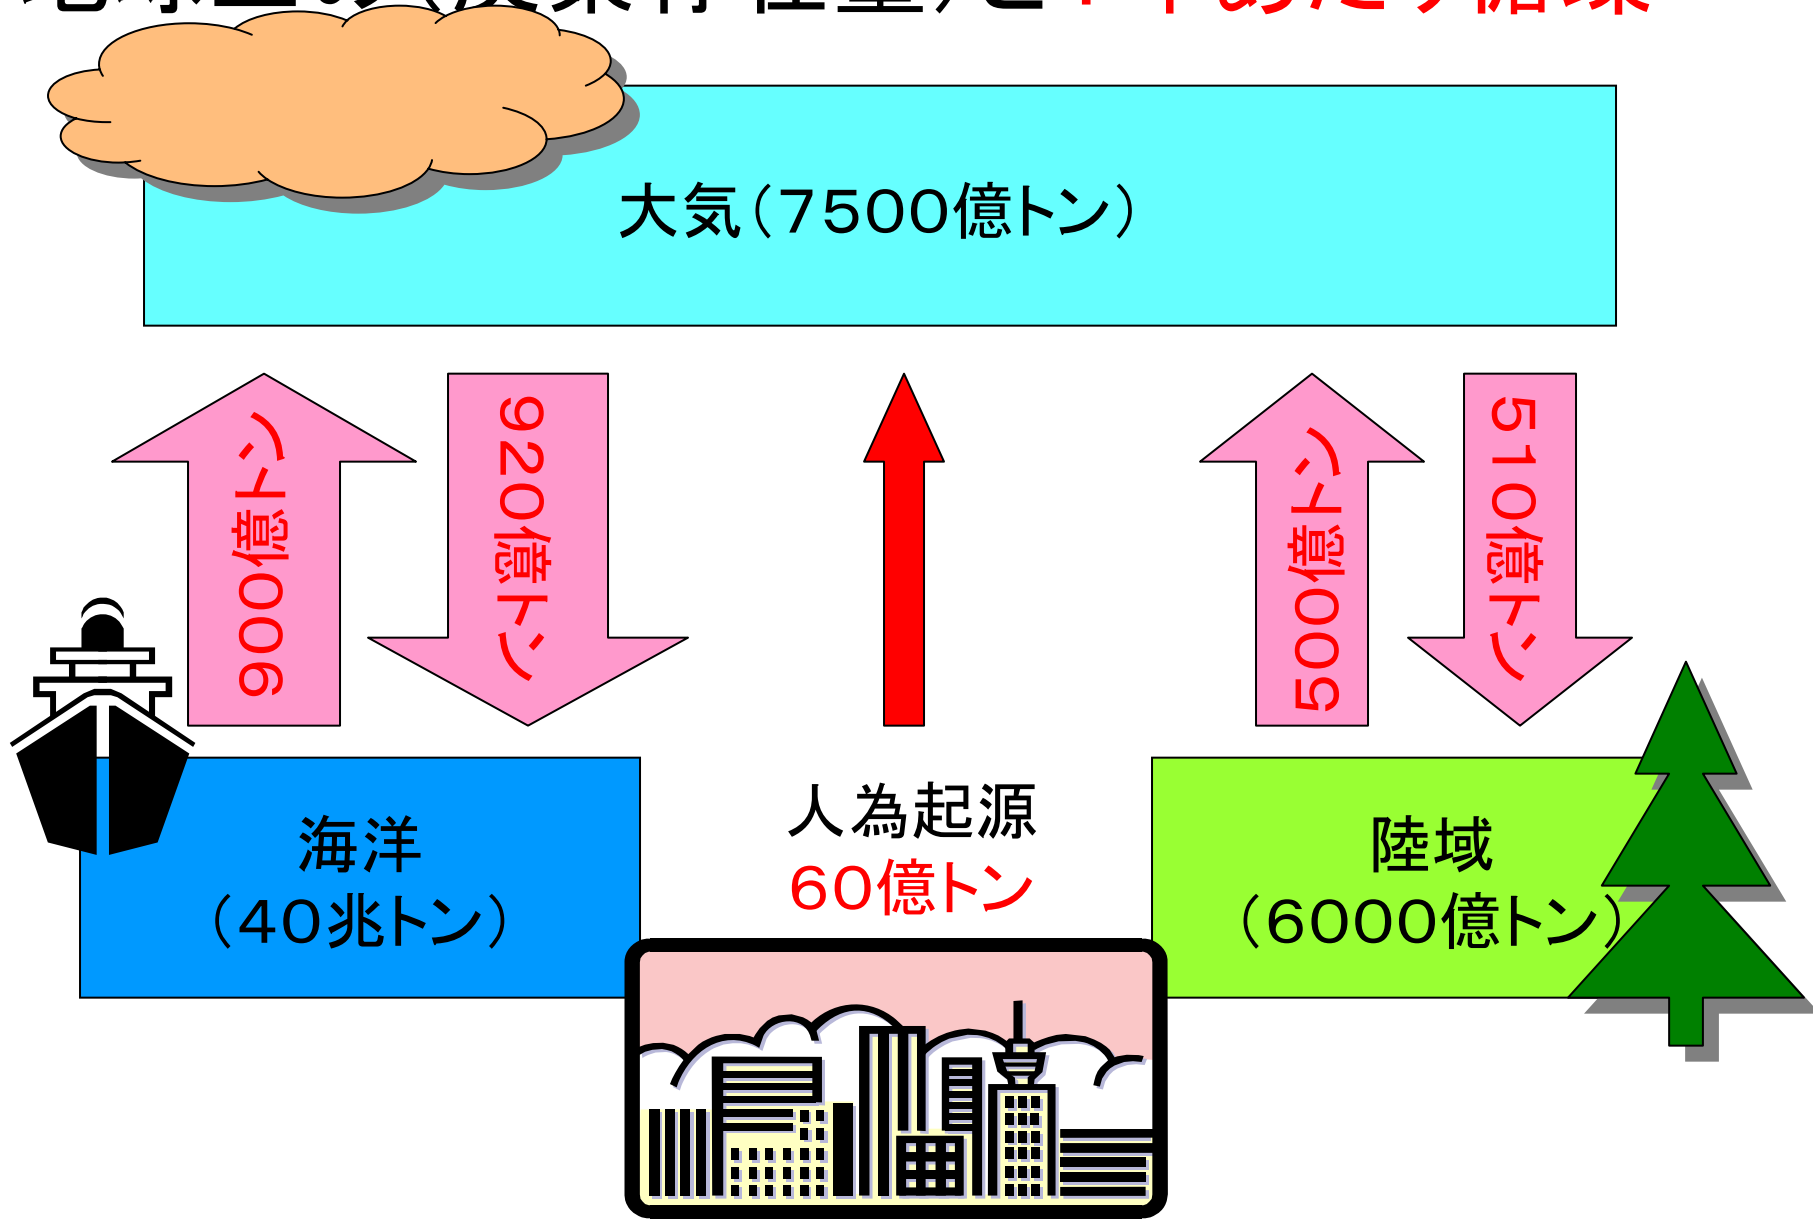 大気（7500億トン）
900億トン
920億トン
500億トン
510億トン
人為起源
60億トン
海洋
（40兆トン）
陸域
（6000億トン）